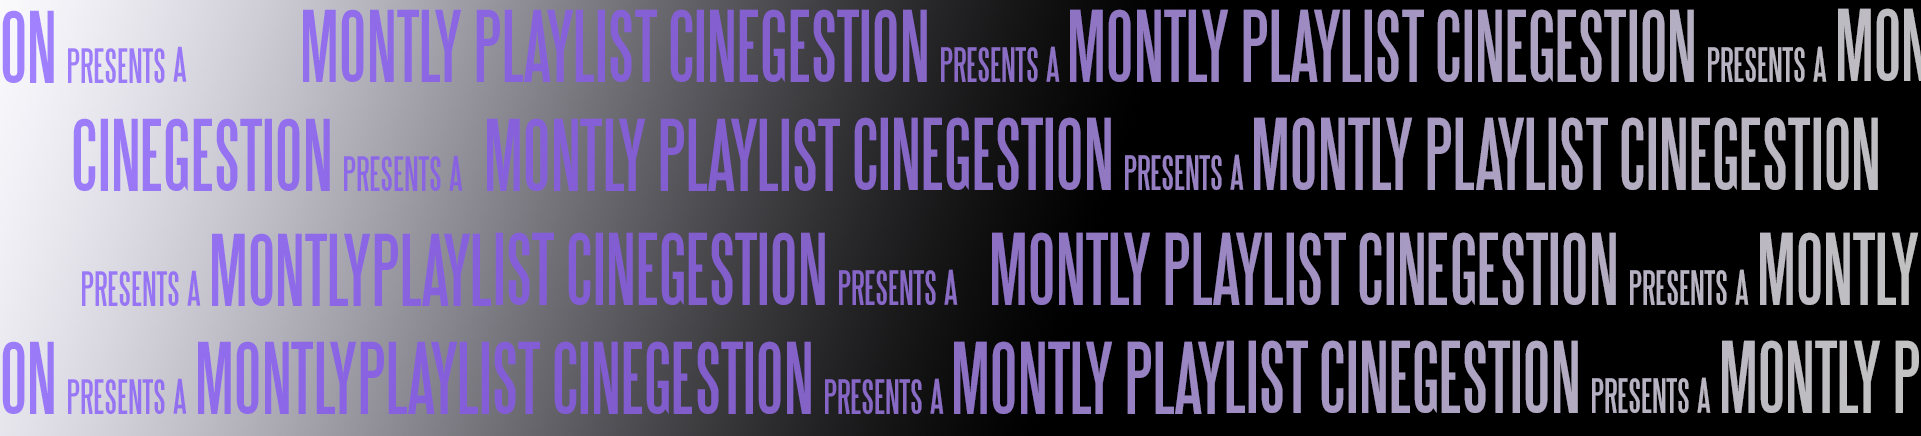 ON PRESENTS A MONTLY PLAYLIST CINEGESTION PRESENTS A MONTLY PLAYLIST CINEGESTION PRESENTS A MON
CINEGESTION PRESENTS A MONTLY PLAYLIST CINEGESTION PRESENTS A MONTLY PLAYLIST CINEGESTION
PRESENTS A MONTLYPLAYLIST CINEGESTION PRESENTS A MONTLY PLAYLIST CINEGESTION PRESENTS A MONTLY
ON PRESENTS A MONTLYPLAYLIST CINEGESTION PRESENTS A MONTLY PLAYLIST CINEGESTION PRESENTS A MONTLY P